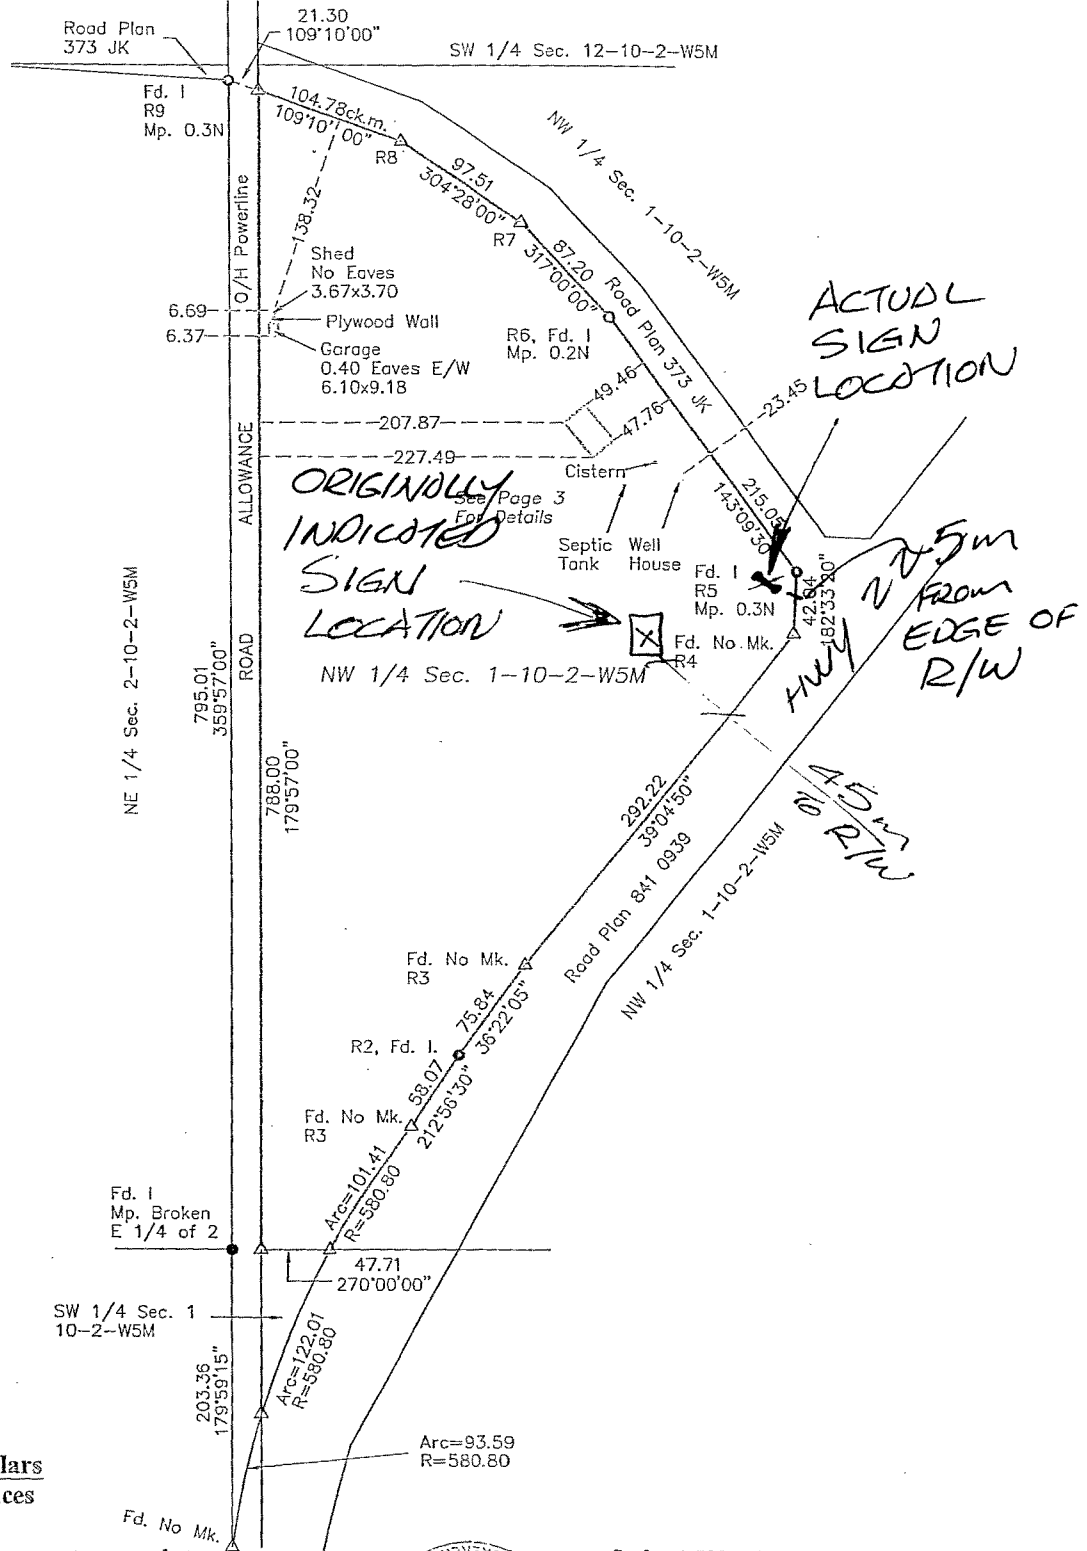 21.30
109°10'00"
Road Plan
373 JK
SW 1/4 Sec. 12-10-2-W5M
Fd. I
R9
Mp. 0.3N
104.78ck.m.
109°10'00"
R8
97.51
304°28'00"
R7
NW 1/4 Sec. 1-10-2-W5M
87.20
317°00'00"
Road Plan 373 JK
O/H Powerline
138.32
Shed
No Eaves
3.67x3.70
6.69
Plywood Wall
6.37
Garage
0.40 Eaves E/W
6.10x9.18
R6, Fd. I
Mp. 0.2N
ACTUAL
SIGN
LOCATION
49.46
47.76
23.45
207.87
227.49
ALLOWANCE
Cistern
See Page 3
For Details
ORIGINALLY
INDICATED
SIGN
LOCATION
215.05
143°09'30"
Septic
Tank
Well
House
Fd. I
R5
Mp. 0.3N
42.04
182°33'20"
~5m
FROM
EDGE OF
R/W
HWY
Fd. No Mk.
R4
NW 1/4 Sec. 1-10-2-W5M
ROAD
NE 1/4 Sec. 2-10-2-W5M
795.01
359°57'00"
788.00
179°57'00"
45m
R/W
292.22
39°04'50"
Road Plan 841 0939
NW 1/4 Sec. 1-10-2-W5M
Fd. No Mk.
R3
75.84
36°22'05"
R2, Fd. I.
58.07
212°56'30"
Fd. No Mk.
R3
Arc=101.41
R=580.80
Fd. I
Mp. Broken
E 1/4 of 2
47.71
270°00'00"
SW 1/4 Sec. 1
10-2-W5M
Arc=122.01
R=580.80
203.36
179°59'15"
Arc=93.59
R=580.80
lars
ces
Fd. No Mk.